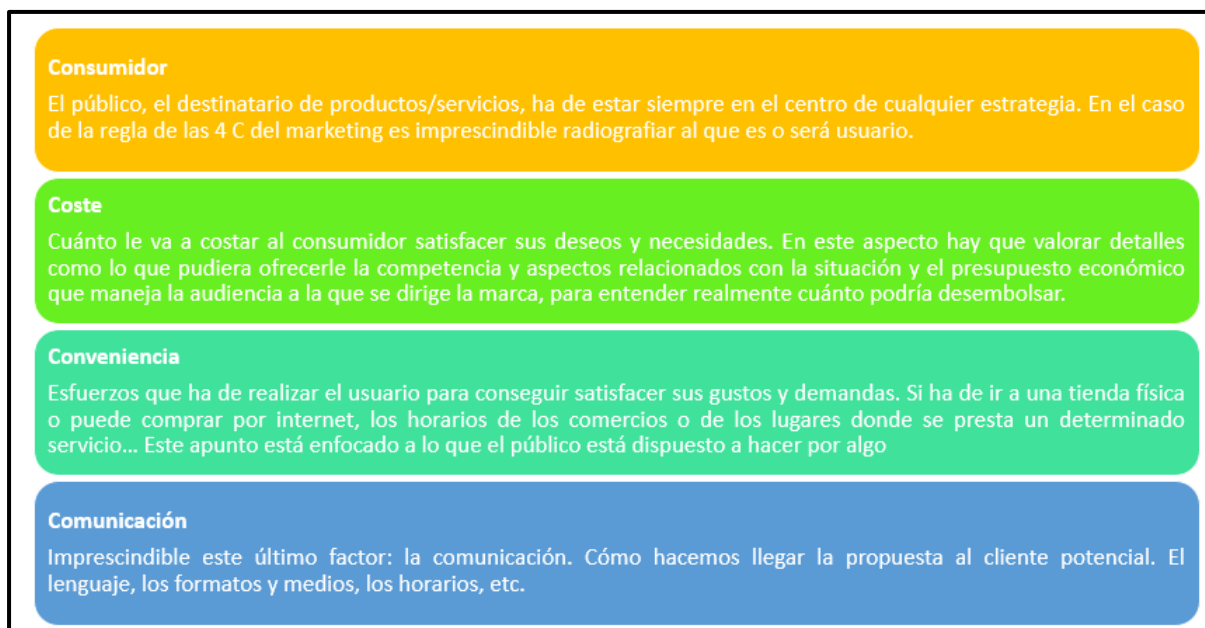 Consumidor
El público, el destinatario de productos/servicios, ha de estar siempre en el centro de cualquier estrategia. En el caso
de la regla de las 4 C del marketing es imprescindible radiografiar al que es o será usuario.
Coste
Cuánto le va a costar al consumidor satisfacer sus deseos y necesidades. En este aspecto hay que valorar detalles
como lo que pudiera ofrecerle la competencia y aspectos relacionados con la situación y el presupuesto económico
que maneja la audiencia a la que se dirige la marca, para entender realmente cuánto podría desembolsar.
Conveniencia
Esfuerzos que ha de realizar el usuario para conseguir satisfacer sus gustos y demandas. Si ha de ir a una tienda física
o puede comprar por internet, los horarios de los comercios o de los lugares donde se presta un determinado
servicio... Este apunto está enfocado a lo que el público está dispuesto a hacer por algo
Comunicación
Imprescindible este último factor: la comunicación. Cómo hacemos llegar la propuesta al cliente potencial. El
lenguaje, los formatos y medios, los horarios, etc.